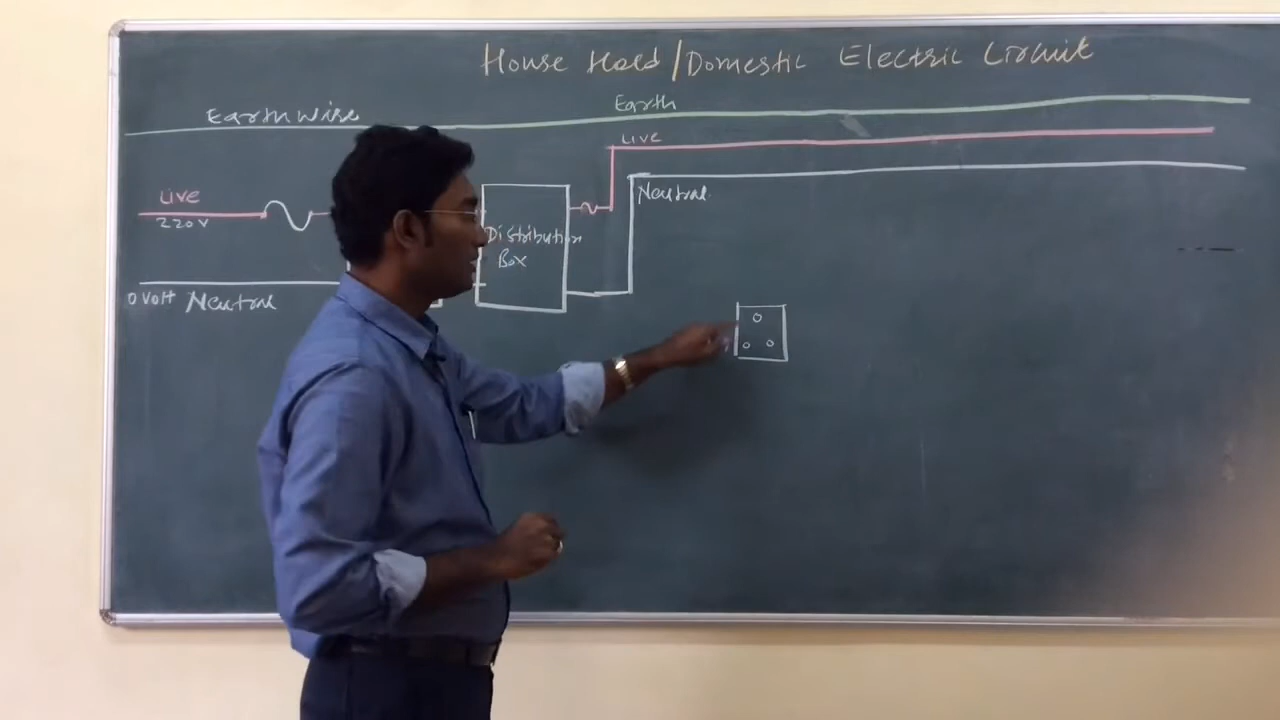 House Hold/Domestic Electric Circuit
Earth Wire
Earth
Live
Live
220V
Neutral
Distribution
Box
0 Volt Neutral